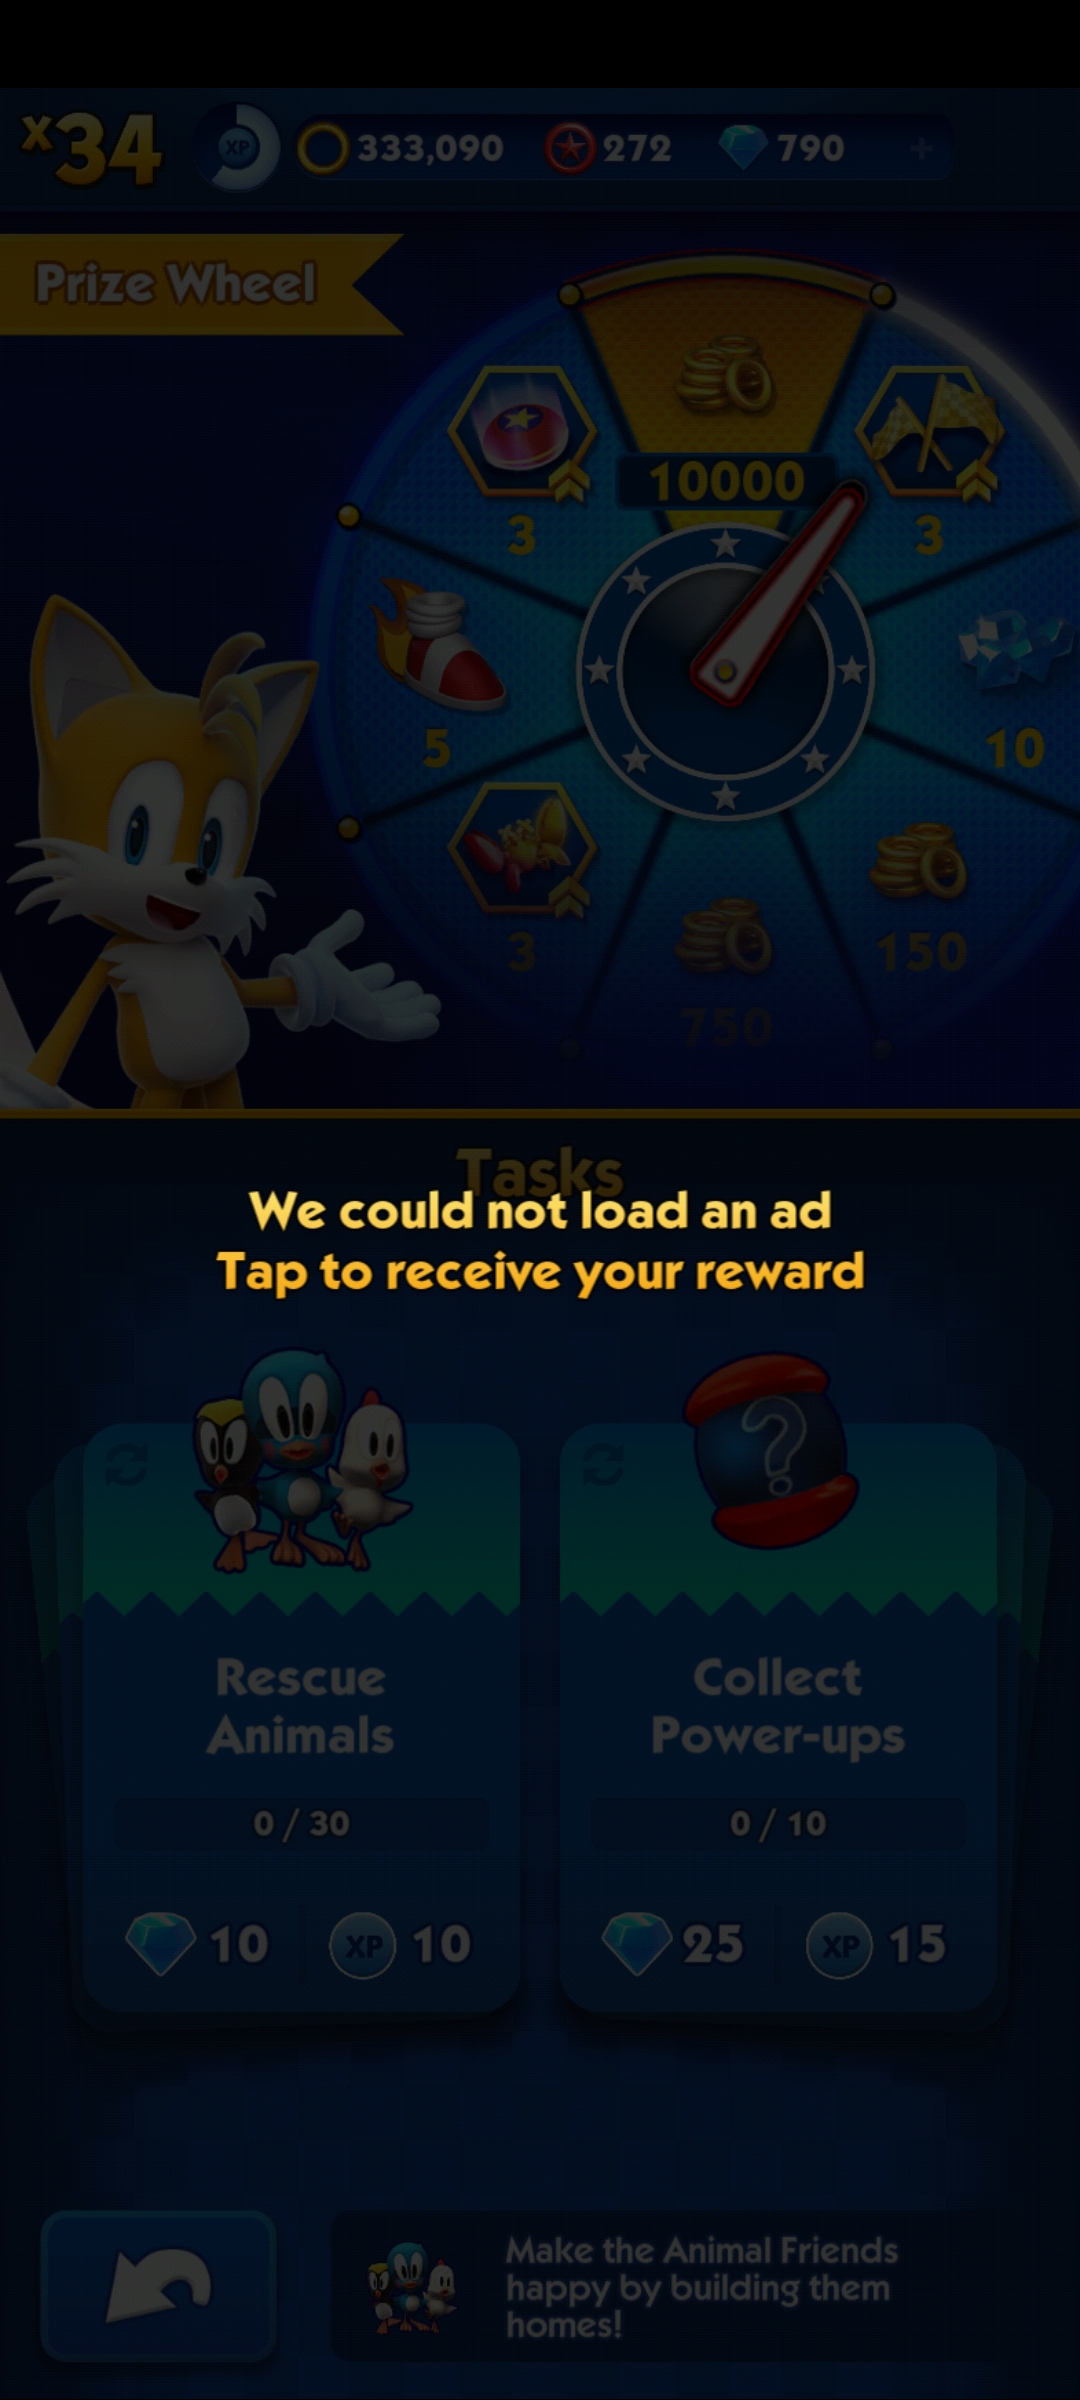 x34
XP
333,090
272
790
+
Prize Wheel
10000
3
3
5
10
3
150
750
Tasks
We could not load an ad
Tap to receive your reward
?
Rescue
Animals
0 / 30
10
XP
10
Collect
Power-ups
0 / 10
25
XP
15
Make the Animal Friends
happy by building them
homes!